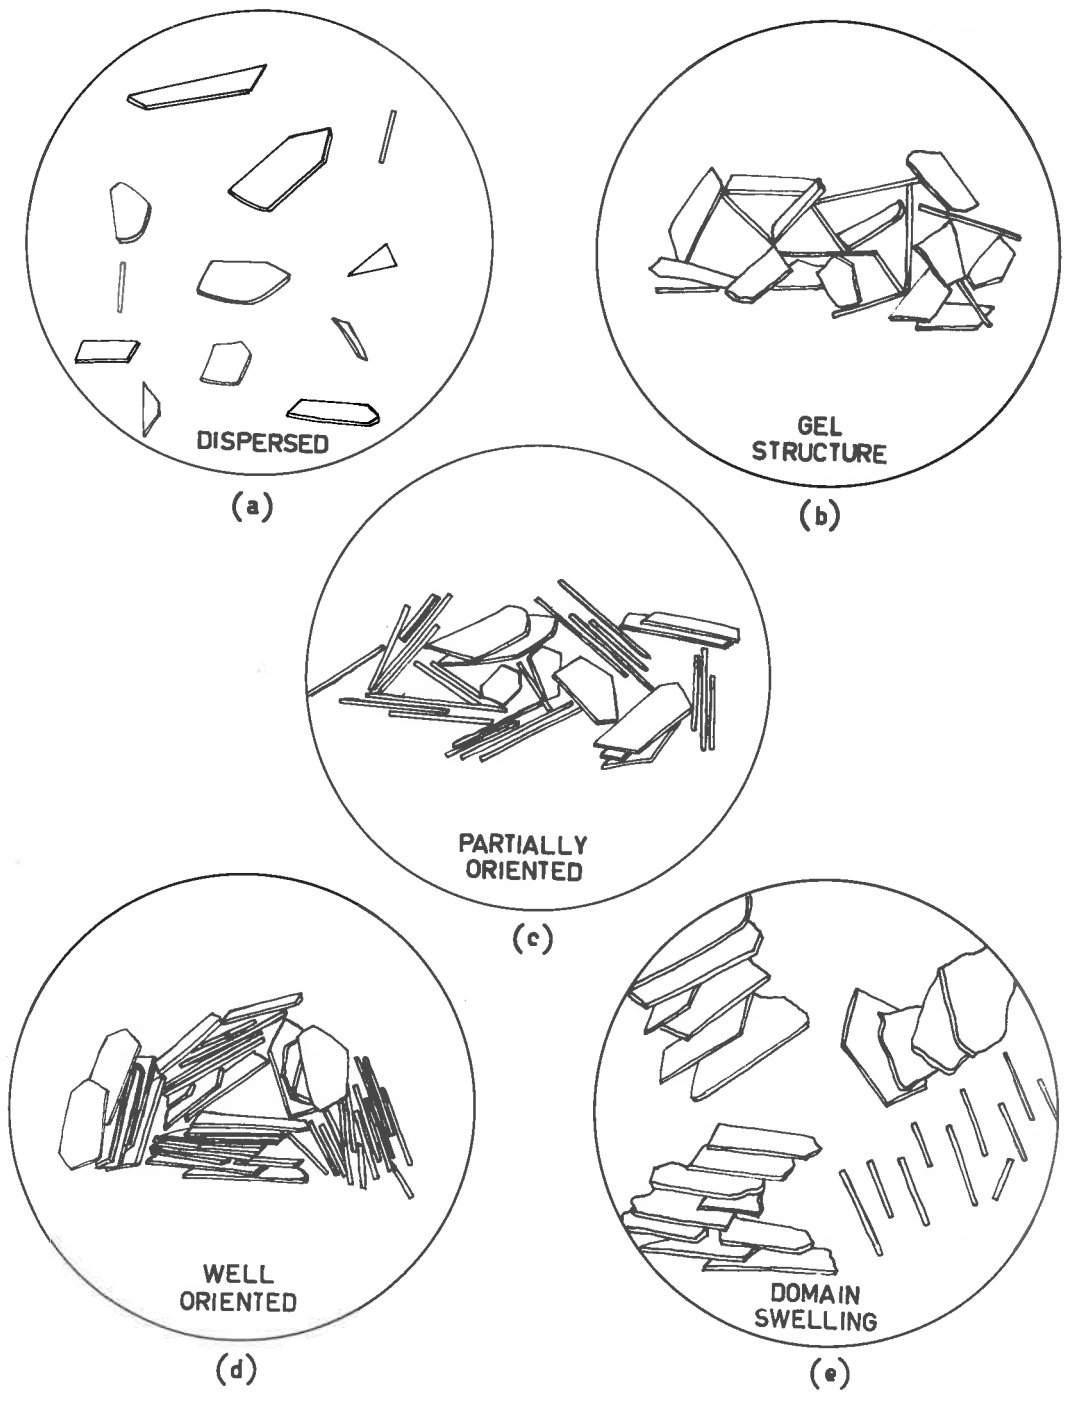 DISPERSED
(a)
GEL
STRUCTURE
(b)
PARTIALLY
ORIENTED
(c)
WELL
ORIENTED
(d)
DOMAIN
SWELLING
(e)